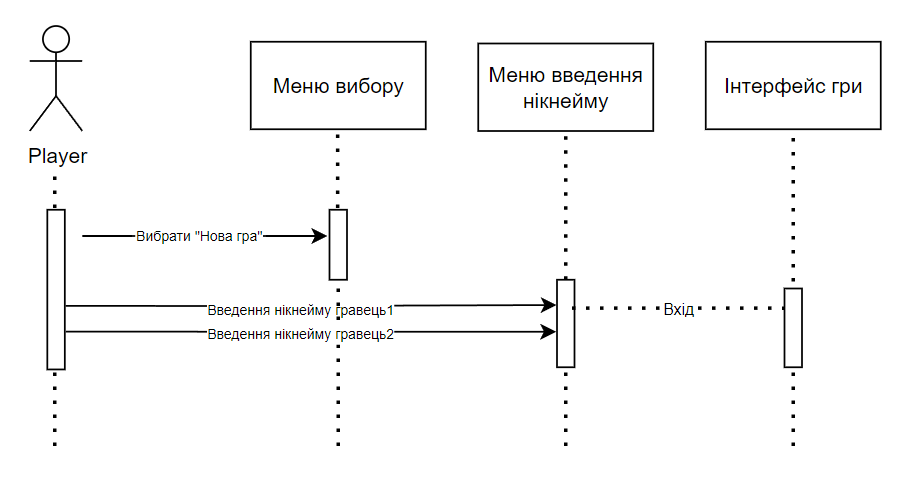 Player
Меню вибору
Меню введення
нікнейму
Інтерфейс гри
Вибрати "Нова гра"
Введення нікнейму гравець1
Вхід
Введення нікнейму гравець2